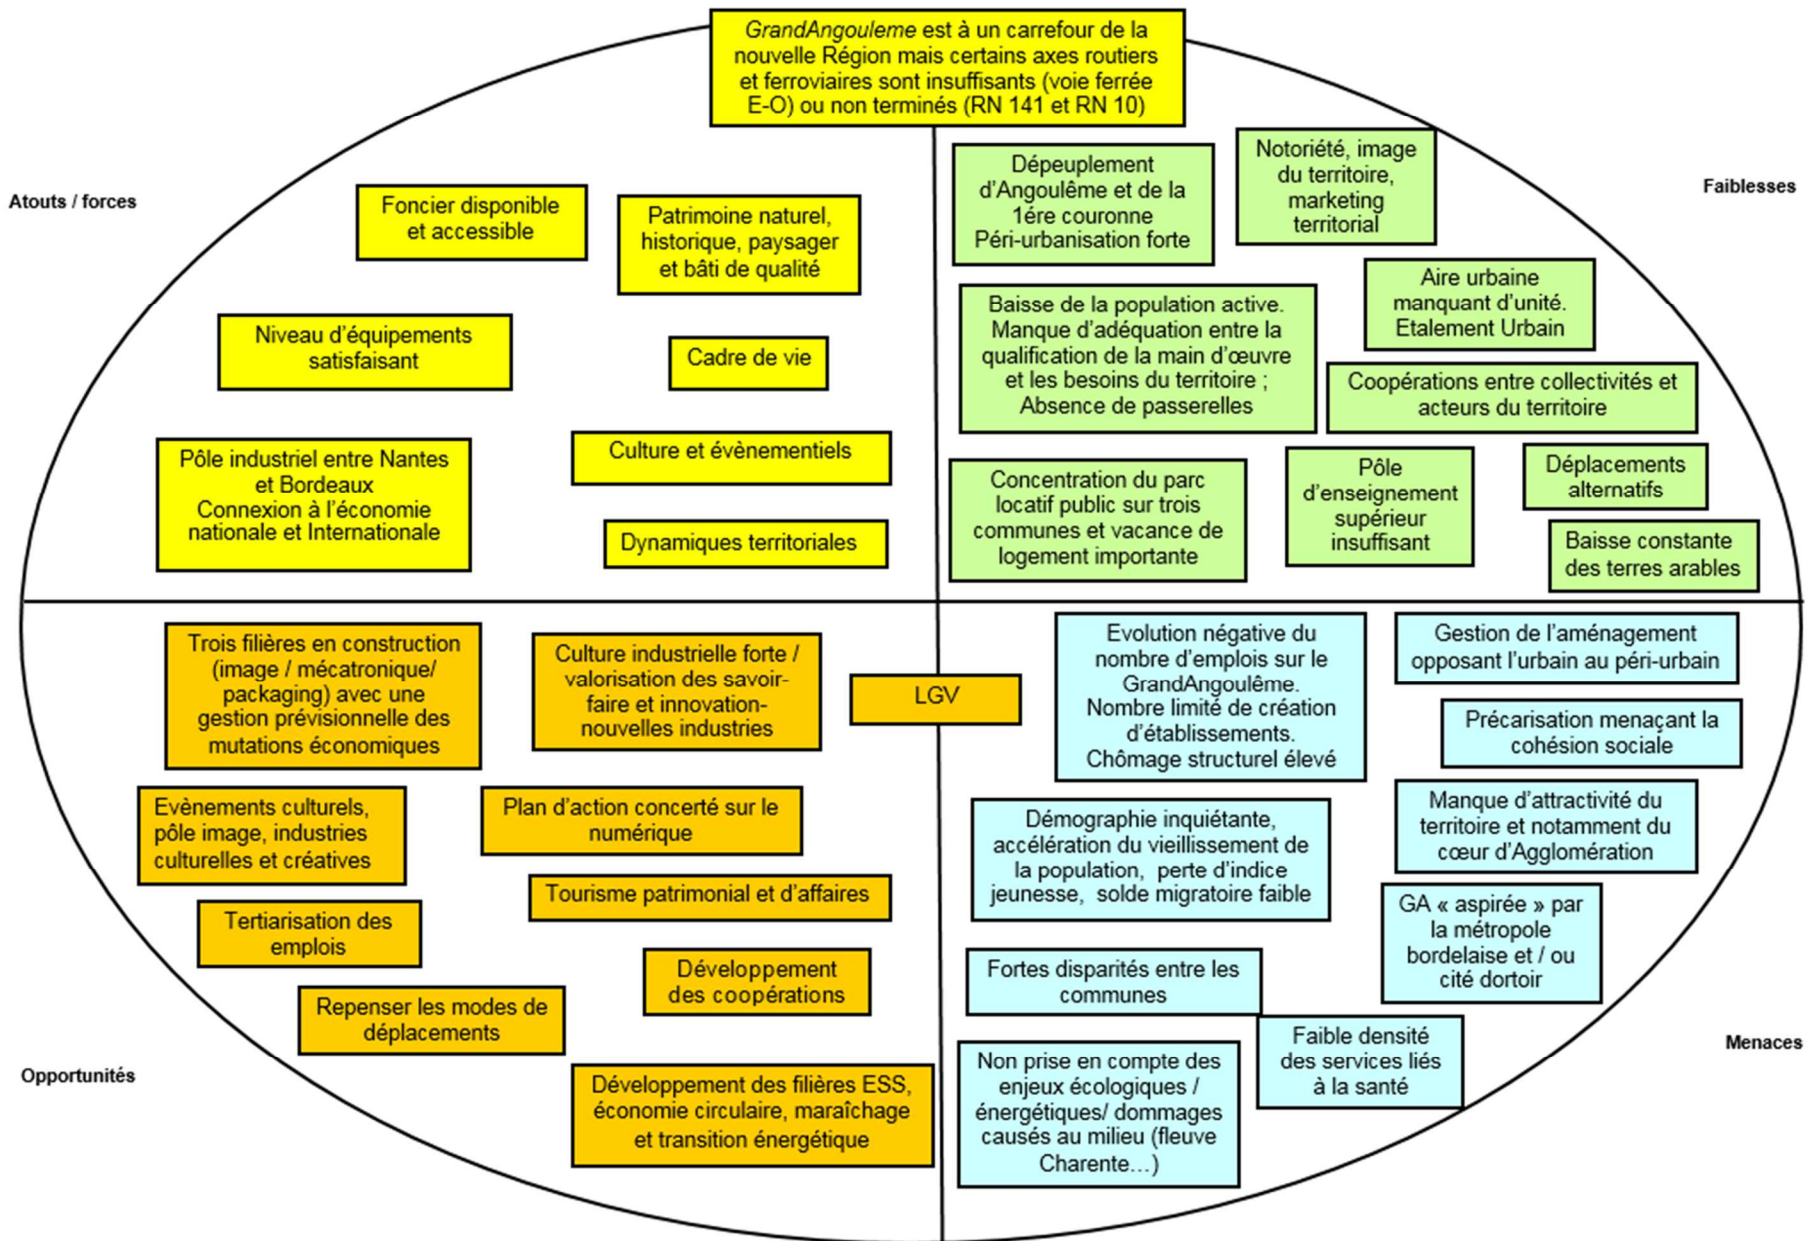 GrandAngouleme est à un carrefour de la
nouvelle Région mais certains axes routiers
et ferroviaires sont insuffisants (voie ferrée
E-O) ou non terminés (RN 141 et RN 10)
Atouts / forces
Foncier disponible
et accessible
Patrimoine naturel,
historique, paysager
et bâti de qualité
Niveau d'équipements
satisfaisant
Cadre de vie
Pôle industriel entre Nantes
et Bordeaux
Connexion à l'économie
nationale et Internationale
Culture et évènementiels
Dynamiques territoriales
Faiblesses
Dépeuplement
d'Angoulême et de la
1ére couronne
Péri-urbanisation forte
Notoriété, image
du territoire,
marketing
territorial
Aire urbaine
manquant d'unité.
Etalement Urbain
Baisse de la population active.
Manque d'adéquation entre la
qualification de la main d'œuvre
et les besoins du territoire ;
Absence de passerelles
Coopérations entre collectivités et
acteurs du territoire
Concentration du parc
locatif public sur trois
communes et vacance de
logement importante
Pôle
d'enseignement
supérieur
insuffisant
Déplacements
alternatifs
Baisse constante
des terres arables
Trois filières en construction
(image / mécatronique/
packaging) avec une
gestion prévisionnelle des
mutations économiques
Culture industrielle forte /
valorisation des savoir-
faire et innovation-
nouvelles industries
LGV
Evènements culturels,
pôle image, industries
culturelles et créatives
Plan d'action concerté sur le
numérique
Tourisme patrimonial et d'affaires
Tertiarisation des
emplois
Développement
des coopérations
Repenser les modes de
déplacements
Opportunités
Développement des filières ESS,
économie circulaire, maraîchage
et transition énergétique
Evolution négative du
nombre d'emplois sur le
GrandAngoulême.
Nombre limité de création
d'établissements.
Chômage structurel élevé
Gestion de l'aménagement
opposant l'urbain au péri-urbain
Précarisation menaçant la
cohésion sociale
Démographie inquiétante,
accélération du vieillissement de
la population, perte d'indice
jeunesse, solde migratoire faible
Manque d'attractivité du
territoire et notamment du
cœur d'Agglomération
GA « aspirée » par
la métropole
bordelaise et / ou
cité dortoir
Fortes disparités entre les
communes
Faible densité
des services liés
à la santé
Menaces
Non prise en compte des
enjeux écologiques /
énergétiques/ dommages
causés au milieu (fleuve
Charente…)